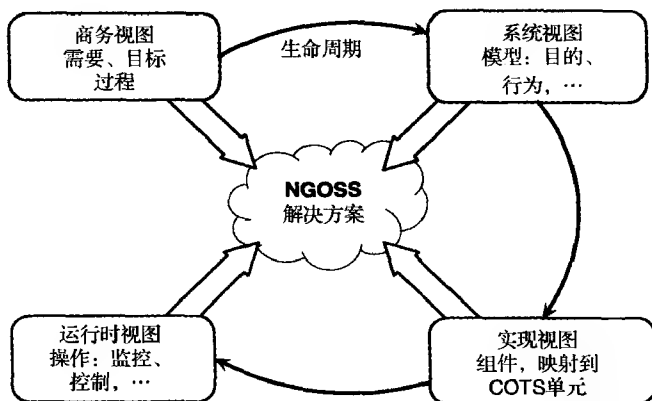 商务视图
需要、目标
过程
生命周期
系统视图
模型：目的、
行为，…
NGOSS
解决方案
运行时视图
操作：监控、
控制，…
实现视图
组件，映射到
COTS单元